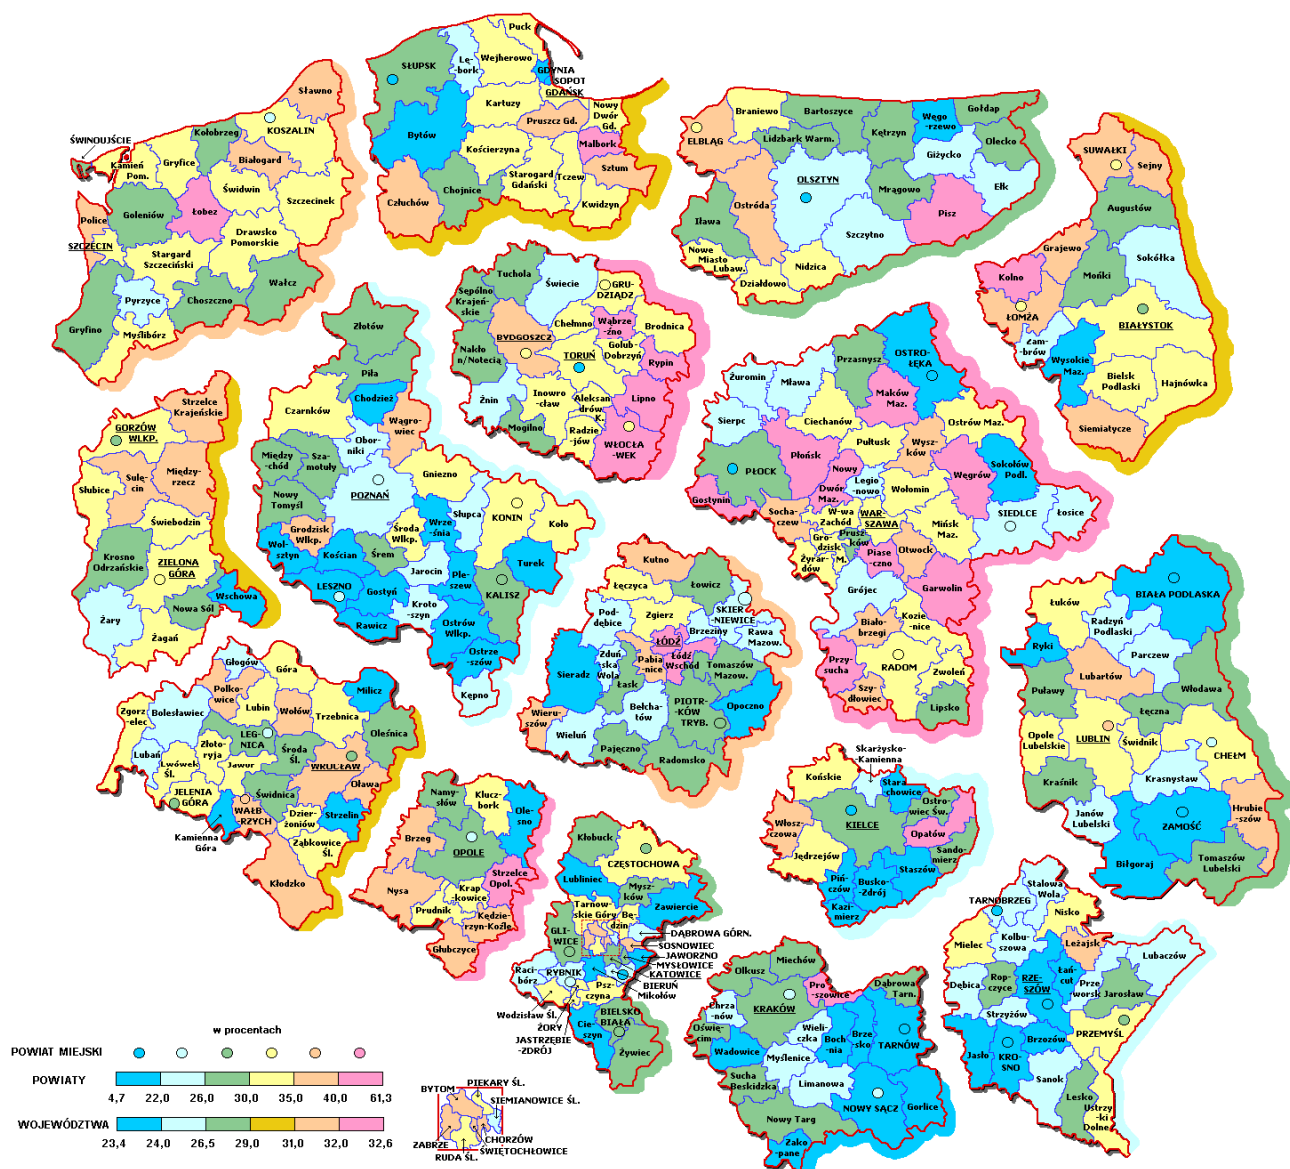 Puck
SŁUPSK
Lę-
bork
Wejherowo
GDYNIA
SOPOT
GDAŃSK
Kartuzy
Nowy
Dwór
Gd.
Pruszcz Gd.
Bytów
Malbork
Kościerzyna
Sztum
Starogard
Gdański
Tczew
Chojnice
Człuchów
Kwidzyn
Sławno
KOSZALIN
Kołobrzeg
ŚWINOUJŚCIE
Kamień
Pom.
Gryfice
Białogard
Świdwin
Szczecinek
Goleniów
Łobez
Police
SZCZECIN
Drawsko
Pomorskie
Stargard
Szczeciński
Wałcz
Pyrzyce
Choszczno
Gryfino
Myślibórz
Braniewo
Bartoszyce
Węgo
-rzewo
Gołdap
ELBLĄG
Lidzbark Warm.
Kętrzyn
Olecko
Giżycko
OLSZTYN
Mrągowo
Ełk
Ostróda
Pisz
Iława
Szczytno
Nowe
Miasto
Lubaw.
Nidzica
Działdowo
SUWAŁKI
Sejny
Augustów
Grajewo
Sokółka
Kolno
Mońki
ŁOMŻA
BIAŁYSTOK
Zam-
brów
Wysokie
Maz.
Bielsk
Podlaski
Hajnówka
Siemiatycze
Tuchola
Świecie
GRU-
DZIĄDZ
Sępólno
Krajeń-
skie
Chełmno
Wąbrze-
źno
Brodnica
BYDGOSZCZ
Golub
Dobrzyń
Nakło
n/Notecią
TORUŃ
Rypin
Żnin
Inowro
-cław
Aleksan
drów
K.
Lipno
Mogilno
Radzie
-jów
WŁOCŁA
-WEK
Złotów
Piła
Chodzież
Czarnków
Wągro-
wiec
Obor-
niki
Między
-chód
Sza-
motuły
Gniezno
POZNAŃ
Nowy
Tomyśl
Wrze
-śnia
Słupca
KONIN
Koło
Grodzisk
Wlkp.
Środa
Wlkp.
Wol-
sztyn
Kościan
Śrem
Turek
Jarocin
Ple-
szew
LESZNO
Gostyń
KALISZ
Kroto
-szyn
Rawicz
Ostrów
Wlkp.
Ostrze
-szów
Kępno
Strzelce
Krajeńskie
GORZÓW
WLKP.
Sulę-
cin
Między-
rzecz
Słubice
Świebodzin
Krosno
Odrzańskie
ZIELONA
GÓRA
Nowa Sól
Wschowa
Żary
Żagań
OSTRO-
ŁĘKA
Przasnysz
Żuromin
Mława
Maków
Maz.
Sierpc
Ciechanów
Ostrów Maz.
Pułtusk
Wysz-
ków
Płońsk
PŁOCK
Węgrów
Sokołów
Podl.
Nowy
Dwór
Maz.
Legio
-nowo
Wołomin
Gostynin
SIEDLCE
Łosice
Socha-
czew
W-wa
Zachód
WAR-
SZAWA
Mińsk
Maz.
Prusz-
ków
Gro-
dzisk
M.
Otwock
Piase
-czno
Żyrar-
dów
Garwolin
Grójec
Kozie-
nice
Biało-
brzegi
Przy-
sucha
RADOM
Zwoleń
Szy-
dłowiec
Lipsko
Kutno
Łęczyca
Łowicz
Pod-
dębice
Zgierz
SKIER
NIEWICE
Brzeziny
ŁÓDŹ
Rawa
Mazow.
Zduń
ska
Wola
Pabia
-nice
Łódź
Wschód
Tomaszów
Mazow.
Sieradz
Łask
PIOTR-
KÓW
TRYB.
Opoczno
Bełcha-
tów
Wieru-
szów
Wieluń
Pajęczno
Radomsko
BIAŁA PODLASKA
Łuków
Radzyń
Podlaski
Ryki
Parczew
Lubartów
Włodawa
Puławy
Łęczna
Opole
Lubelskie
LUBLIN
Świdnik
CHEŁM
Krasnystaw
Kraśnik
Janów
Lubelski
Hrubie-
szów
ZAMOŚĆ
Biłgoraj
Tomaszów
Lubelski
Głogów
Góra
Polko-
wice
Milicz
Zgorz
-elec
Bolesławiec
Lubin
Wołów
Trzebnica
Oleśnica
Lubań
Złoto-
ryja
LEG-
NICA
Środa
Śl.
WROCŁAW
Lwówek
Śl.
Jawor
Oława
JELENIA
GÓRA
Świdnica
WAŁB
-RZYCH
Dzier-
żoniów
Strzelin
Kamienna
Góra
Ząbkowice
Śl.
Kłodzko
Namy-
słów
Klucz-
bork
Ole-
sno
Brzeg
OPOLE
Strzelce
Opol.
Nysa
Krap
-kowice
Prudnik
Kędzie-
rzyn-Koźle
Głubczyce
Kłobuck
CZĘSTOCHOWA
Lubliniec
Mysz-
ków
Zawiercie
Tarnow-
skie Góry
Bę-
dzin
GLI-
WICE
DĄBROWA GÓRN.
SOSNOWIEC
JAWORZNO
MYSŁOWICE
KATOWICE
BIERUŃ
Mikołów
Raci-
bórz
RYBNIK
Psz-
czyna
Wodzisław Śl.
ŻORY
JASTRZĘBIE
-ZDRÓJ
Cie-
szyn
BIELSKO
BIAŁA
Żywiec
Skarżysko-
Kamienna
Końskie
Stara
chowice
Ostro-
wiec Św.
KIELCE
Włosz-
czowa
Opatów
Jędrzejów
Sando-
mierz
Staszów
Piń-
czów
Busko-
Zdrój
Kazi-
mierz
Miechów
Olkusz
Pro-
szowice
Dąbrowa
Tarn.
Chrza-
nów
KRAKÓW
Oświę-
cim
Wieli-
czka
Boch-
nia
Brze-
sko
TARNÓW
Wadowice
Myślenice
Sucha
Beskidzka
Limanowa
NOWY SĄCZ
Gorlice
Nowy Targ
Zako
-pane
Stalowa
Wola
TARNOBRZEG
Nisko
Mielec
Kolbu-
szowa
Leżajsk
Lubaczów
Dębica
Rop-
czyce
RZE-
SZÓW
Łań-
cut
Prze
worsk
Jarosław
Strzyżów
PRZEMYŚL
Jasło
KRO-
SNO
Brzozów
Sanok
Lesko
Ustrzy
-ki
Dolne
w procentach
POWIAT MIEJSKI
POWIATY
4,7 22,0 26,0 30,0 35,0 40,0 61,3
WOJEWÓDZTWA
23,4 24,0 26,5 29,0 31,0 32,0 32,6
BYTOM
PIEKARY ŚL.
SIEMIANOWICE ŚL.
ZABRZE
RUDA ŚL.
CHORZÓW
ŚWIĘTOCHŁOWICE